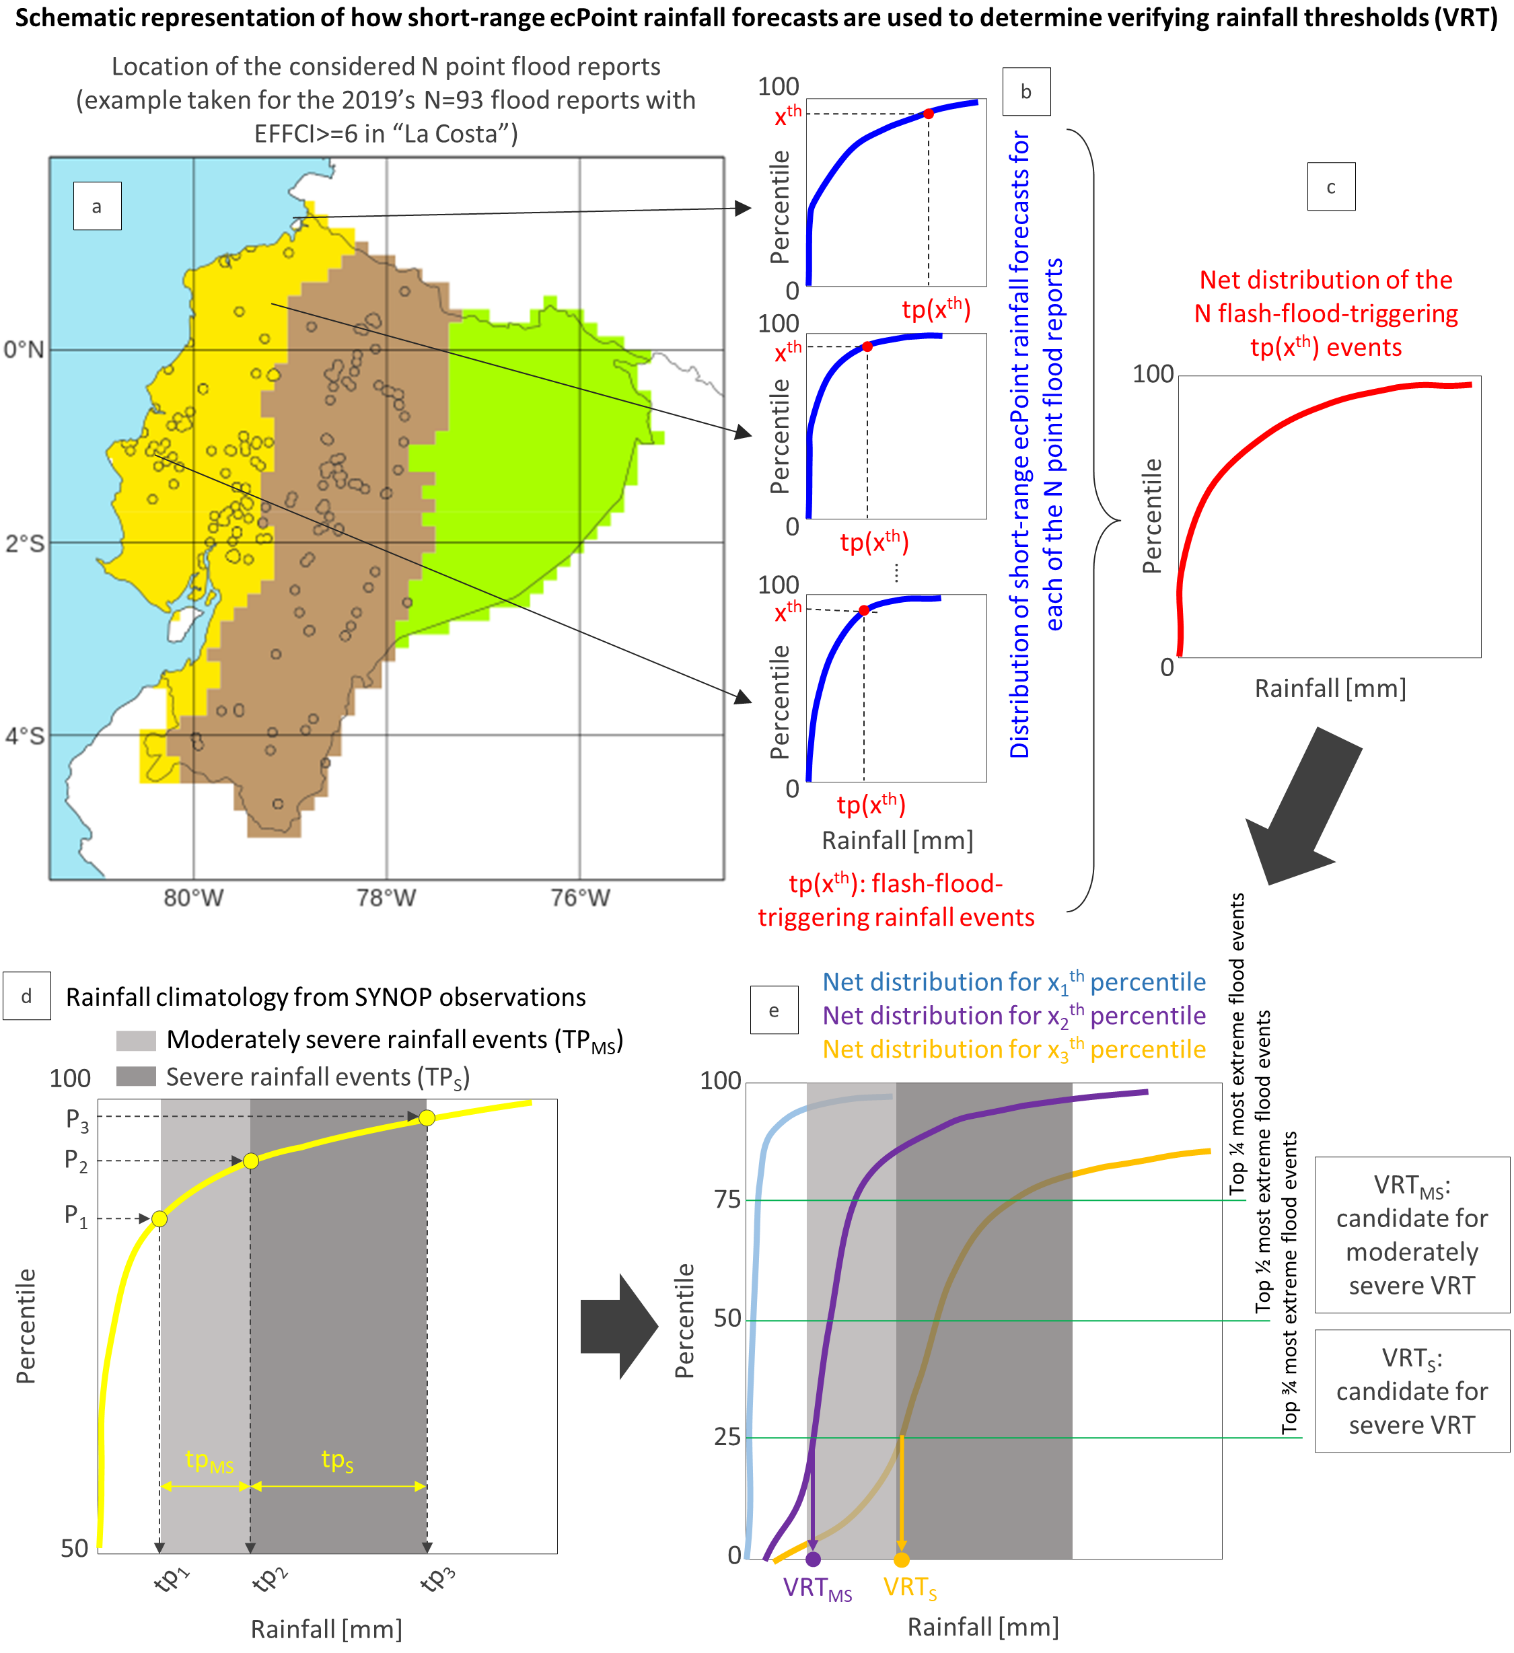 Schematic representation of how short-range ecPoint rainfall forecasts are used to determine verifying rainfall thresholds (VRT)
Location of the considered N point flood reports
(example taken for the 2019's N=93 flood reports with
EFFCI>=6 in "La Costa")
a
0°N
2°S
4°S
80°W
78°W
76°W
b
100
xth
Percentile
0
tp(xth)
100
xth
Percentile
0
tp(xth)
100
xth
Percentile
0
tp(xth)
Rainfall [mm]
tp(xth): flash-flood-
triggering rainfall events
Distribution of short-range ecPoint rainfall forecasts for
each of the N point flood reports
c
Net distribution of the
N flash-flood-triggering
tp(xth) events
100
Percentile
0
Rainfall [mm]
d
Rainfall climatology from SYNOP observations
Moderately severe rainfall events (TPMS)
Severe rainfall events (TPS)
100
P3
P2
P1
Percentile
50
tpMS
tpS
tp1
tp2
tp3
Rainfall [mm]
e
Net distribution for x1th percentile
Net distribution for x2th percentile
Net distribution for x3th percentile
100
75
50
25
0
Percentile
VRTMS
VRTS
Rainfall [mm]
Top ¼ most extreme flood events
Top ½ most extreme flood events
Top ¾ most extreme flood events
VRTMS:
candidate for
moderately
severe VRT
VRTS:
candidate for
severe VRT